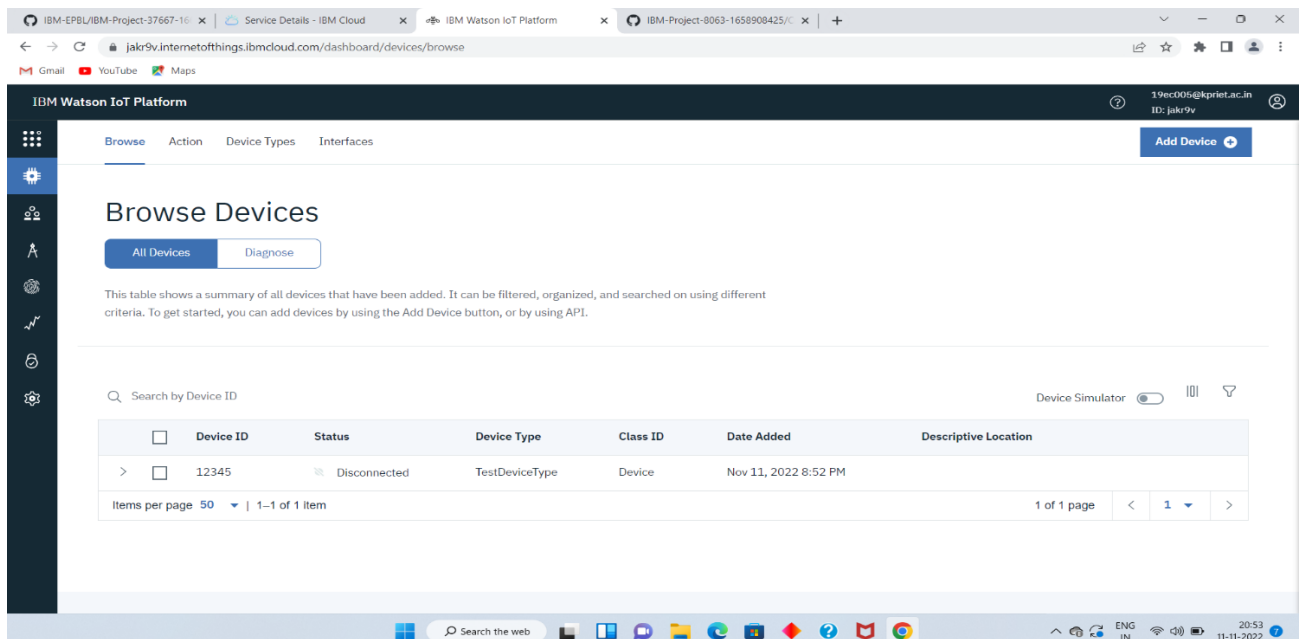 IBM-EPBL/IBM-Project-37667-16
Service Details - IBM Cloud
IBM Watson IoT Platform
IBM-Project-8063-1658908425/
jakr9v.internetofthings.ibmcloud.com/dashboard/devices/browse
Gmail YouTube Maps
IBM Watson IoT Platform
19ec005@kpriet.ac.in
ID: jakr9v
Browse Action Device Types Interfaces
Add Device
Browse Devices
All Devices Diagnose
This table shows a summary of all devices that have been added. It can be filtered, organized, and searched on using different
criteria. To get started, you can add devices by using the Add Device button, or by using API.
Search by Device ID
Device Simulator
Device ID Status Device Type Class ID Date Added Descriptive Location
12345 Disconnected TestDeviceType Device Nov 11, 2022 8:52 PM
Items per page 50 | 1–1 of 1 item
1 of 1 page 1
Search the web
ENG
IN
20:53
11-11-2022
7